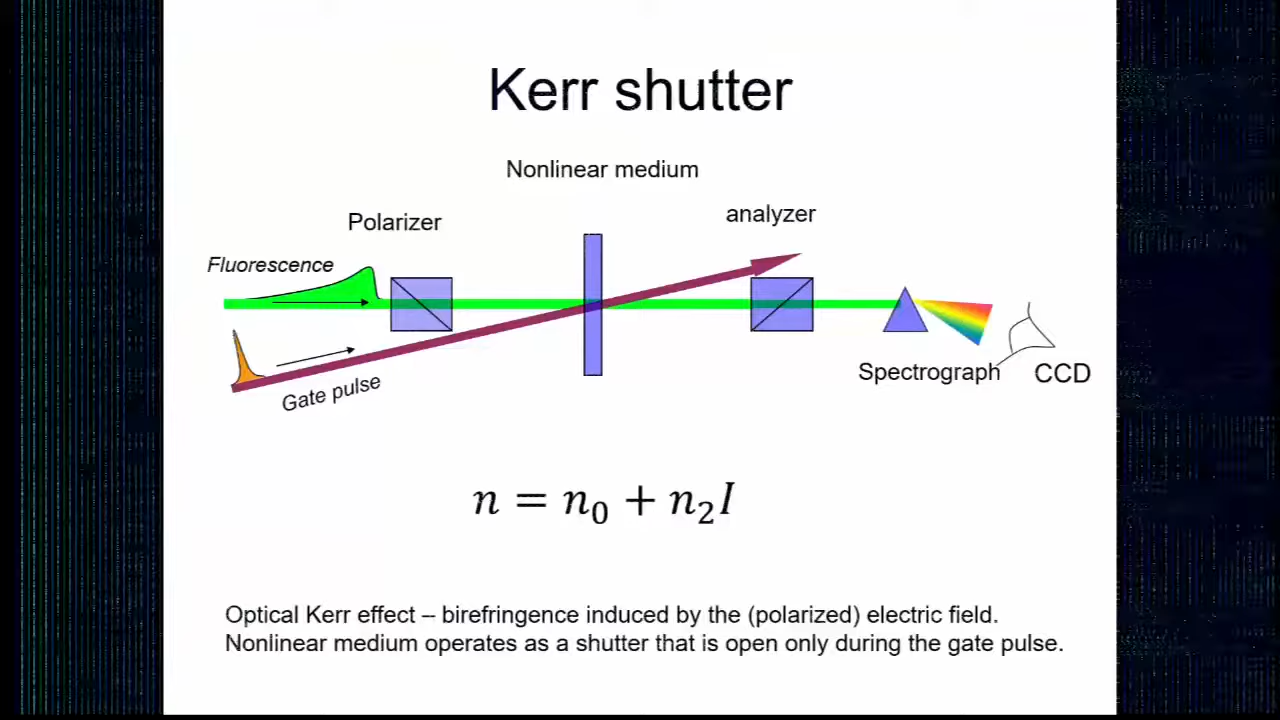 Kerr shutter
Nonlinear medium
Polarizer
analyzer
Fluorescence
Gate pulse
Spectrograph
CCD
n = n₀ + n₂I
Optical Kerr effect – birefringence induced by the (polarized) electric field.
Nonlinear medium operates as a shutter that is open only during the gate pulse.